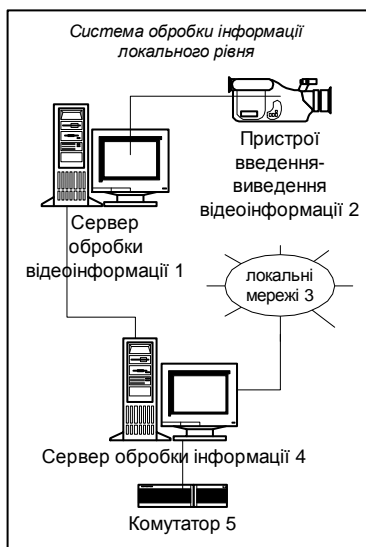 Система обробки інформації
локального рівня
Пристрої
введення-
виведення
відеоінформації 2
Сервер
обробки
відеоінформації 1
локальні
мережі 3
Сервер обробки інформації 4
Комутатор 5